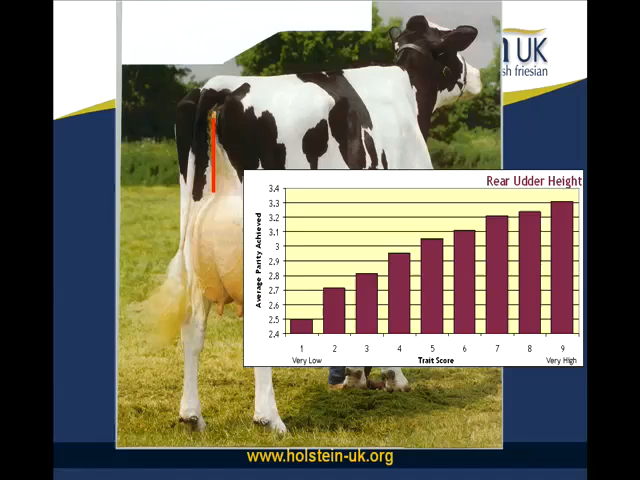 UK
sh friesian
Rear Udder Height
Average Parity Achieved
3.4
3.3
3.2
3.1
3
2.9
2.8
2.7
2.6
2.5
2.4
1 2 3 4 5 6 7 8 9
Very Low Trait Score Very High
www.holstein-uk.org